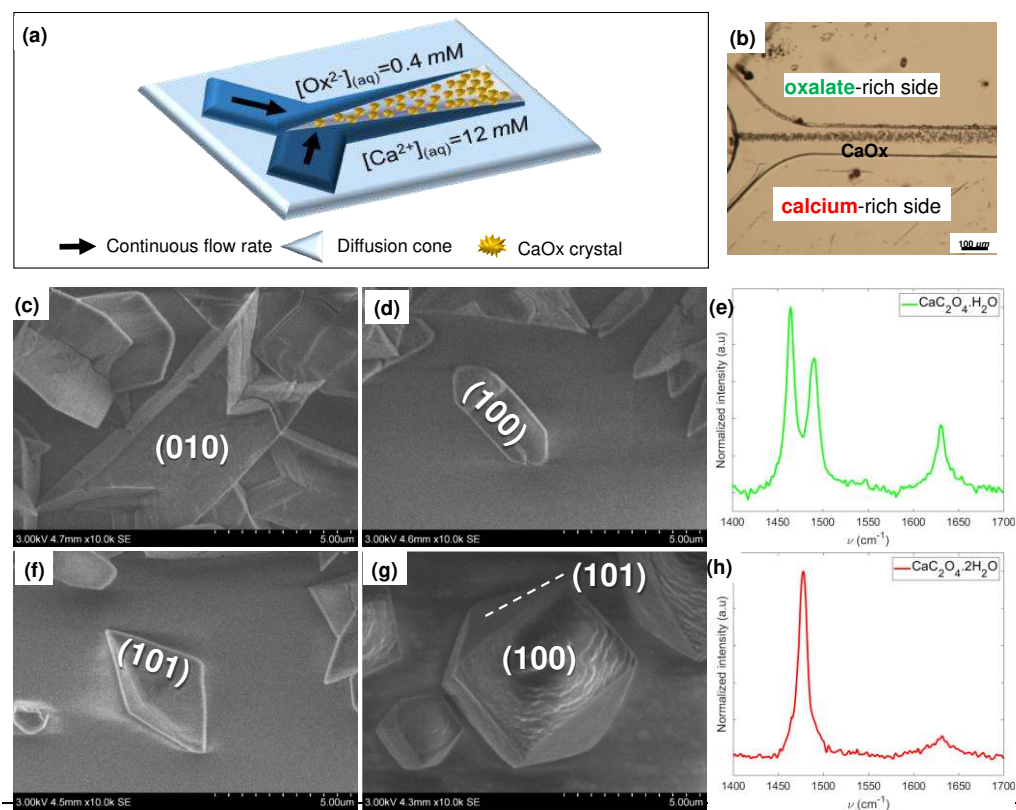 (a)
[Ox²⁻](aq)=0.4 mM
[Ca²⁺](aq)=12 mM
Continuous flow rate
Diffusion cone
CaOx crystal
(b)
oxalate-rich side
CaOx
calcium-rich side
100 µm
(c)
(010)
3.00kV 4.7mm x10.0k SE
5.00um
(d)
(100)
3.00kV 4.6mm x10.0k SE
5.00um
(e)
CaC₂O₄.H₂O
Normalized intensity (a.u)
1400 1450 1500 1550 1600 1650 1700
ν (cm⁻¹)
(f)
(101)
3.00kV 4.5mm x10.0k SE
5.00um
(g)
(101)
(100)
3.00kV 4.3mm x10.0k SE
5.00um
(h)
CaC₂O₄.2H₂O
Normalized intensity (a.u)
1400 1450 1500 1550 1600 1650 1700
ν (cm⁻¹)